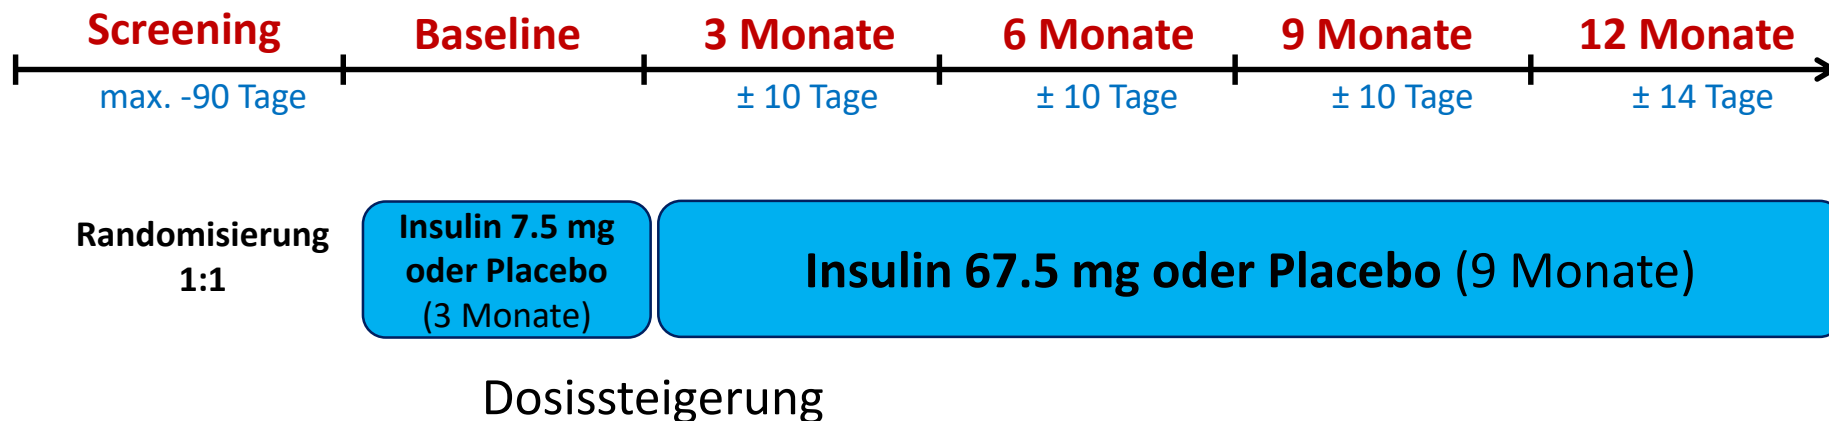 Screening Baseline 3 Monate 6 Monate 9 Monate 12 Monate
max. -90 Tage ± 10 Tage ± 10 Tage ± 10 Tage ± 14 Tage
Randomisierung
1:1
Insulin 7.5 mg
oder Placebo
(3 Monate)
Insulin 67.5 mg oder Placebo (9 Monate)
Dosissteigerung